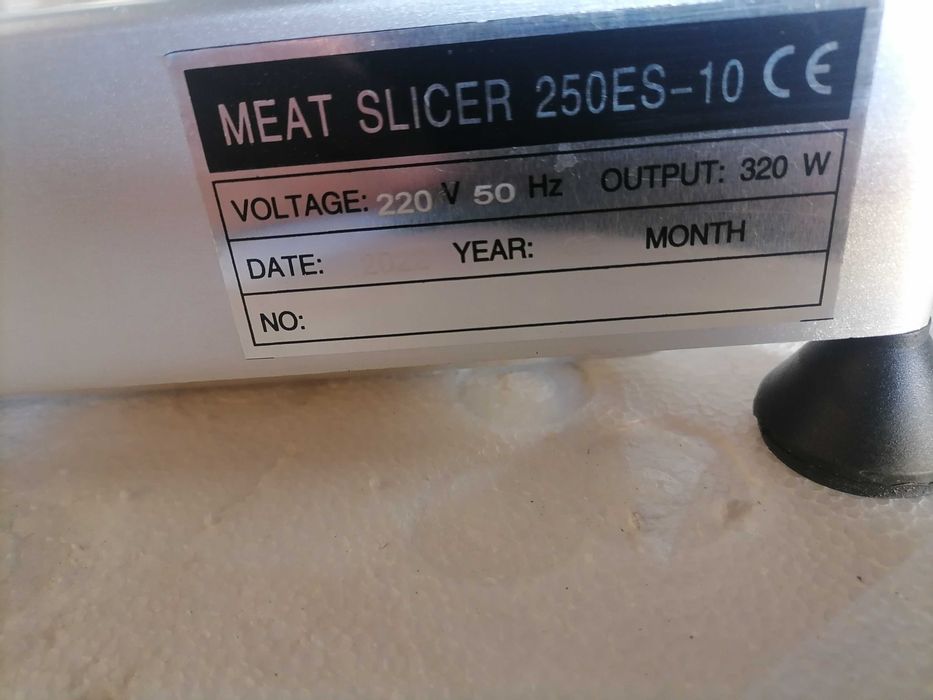 MEAT SLICER 250ES-10 CE
VOLTAGE: 220 V 50 Hz OUTPUT: 320 W
DATE: YEAR: MONTH
NO: